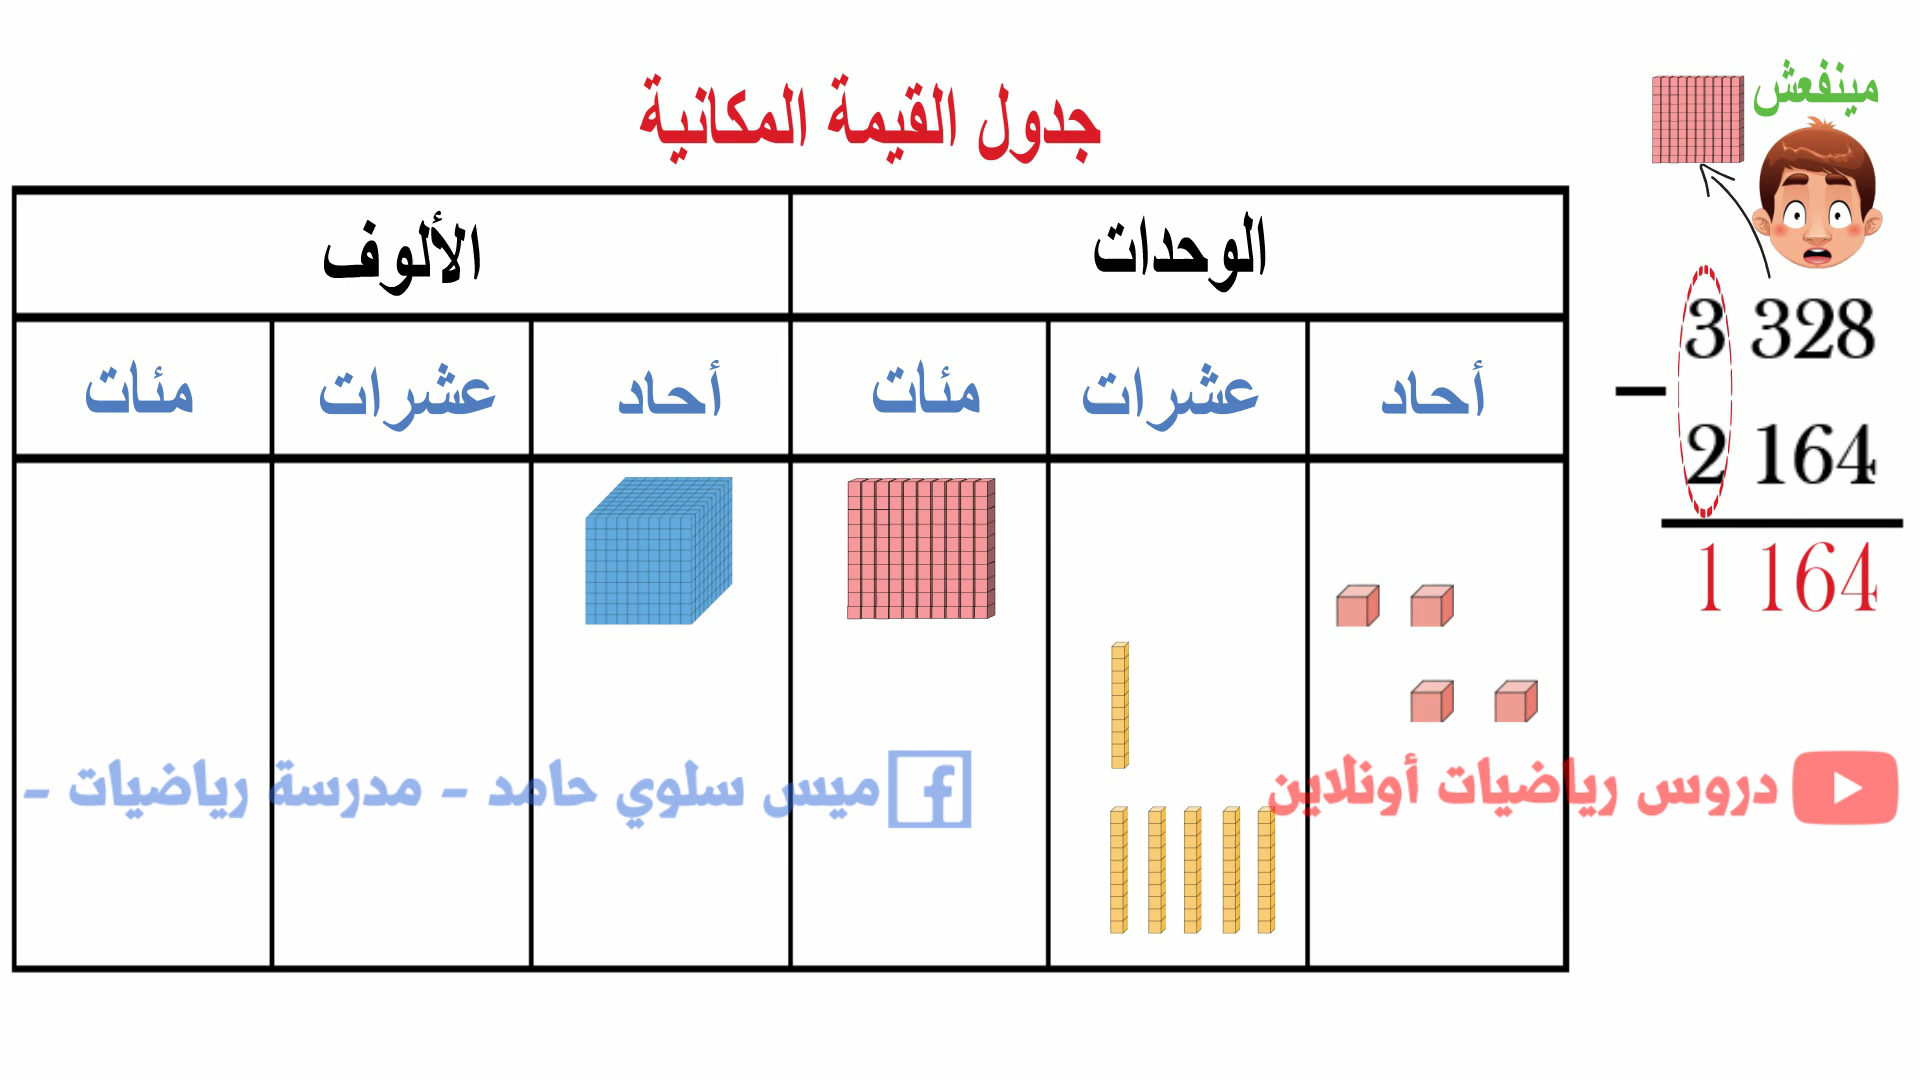 مينفعش
جدول القيمة المكانية
الوحدات
الألوف
أحاد
عشرات
مئات
أحاد
عشرات
مئات
3 328
−
2 164
1 164
دروس رياضيات أونلاين
ميس سلوي حامد - مدرسة رياضيات -